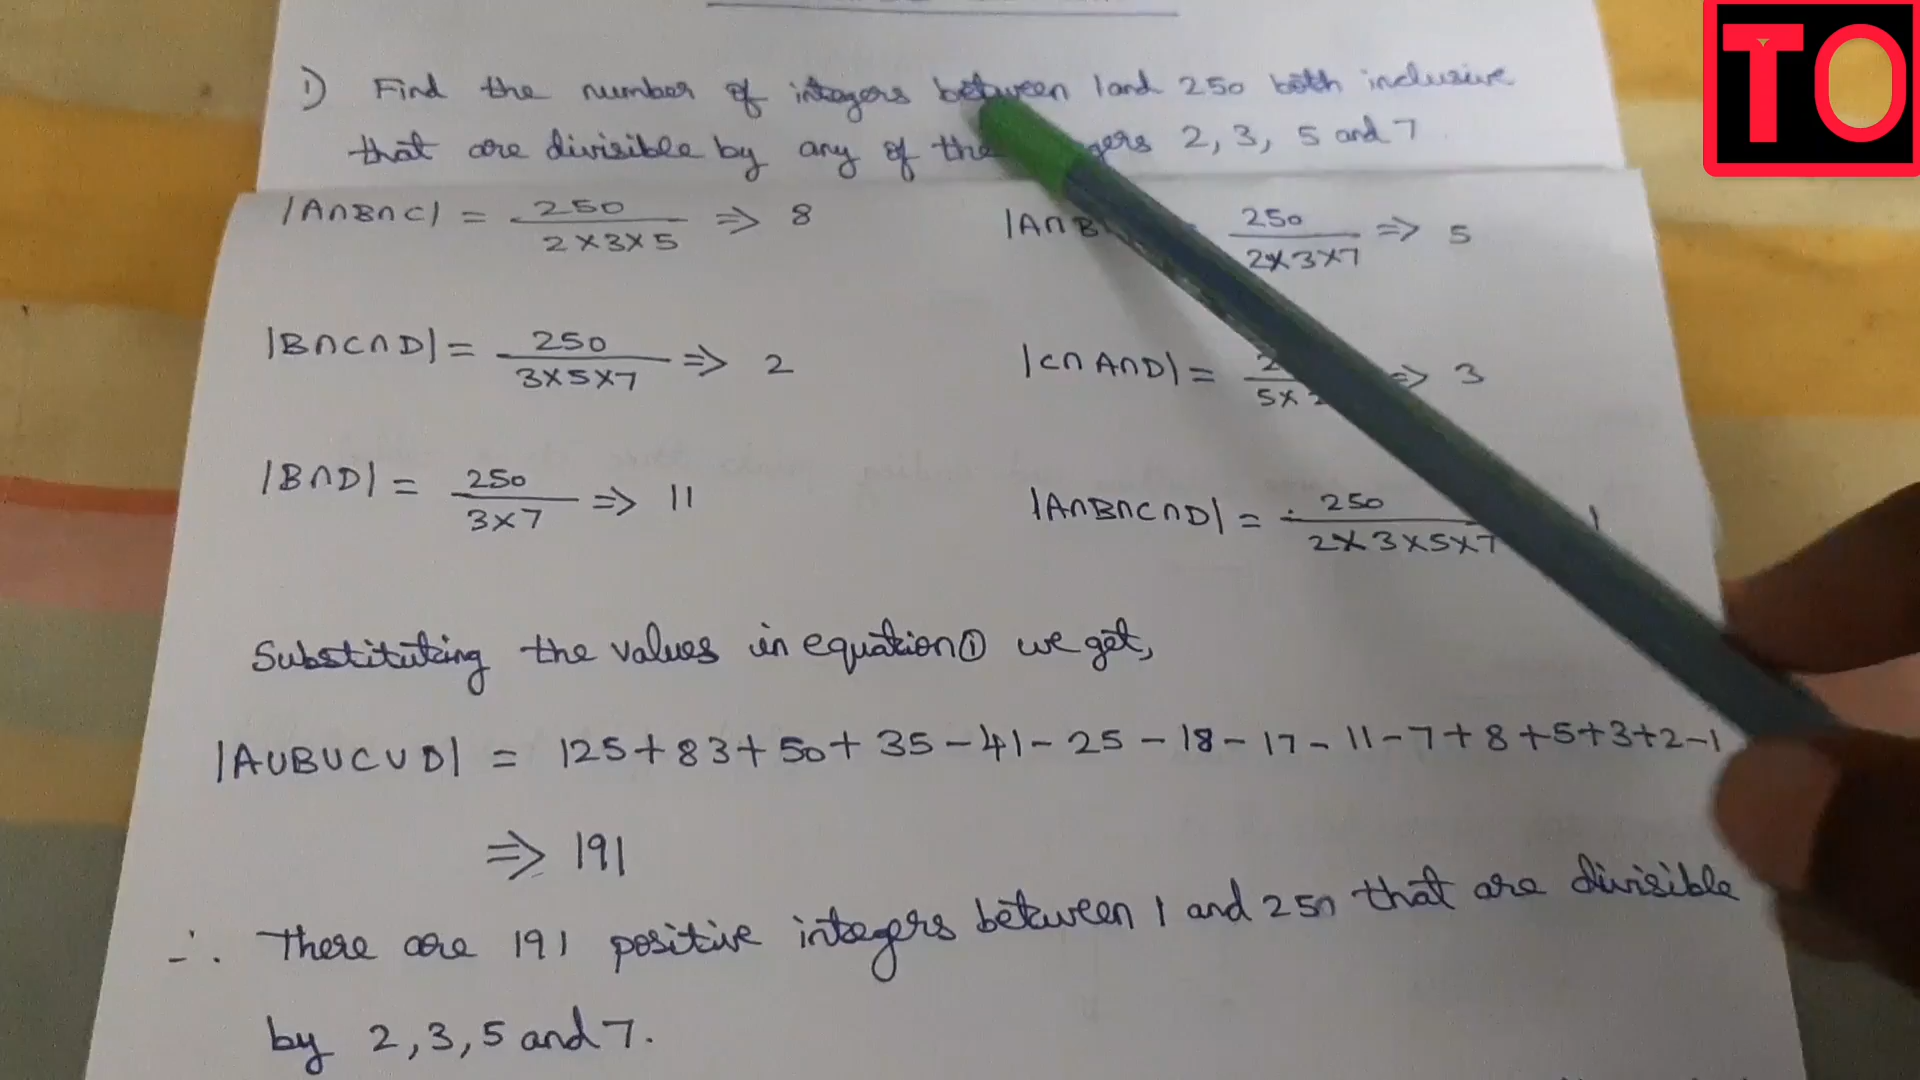 TO
1) Find the number of integers between 1 and 250 both inclusive
that are divisible by any of the 2, 3, 5 and 7
|A∩B∩C| = 250 / 2×3×5 => 8
|A∩B 250 / 2×3×7 => 5
|B∩C∩D| = 250 / 3×5×7 => 2
|C∩A∩D| = 2 / 5× => 3
|B∩D| = 250 / 3×7 => 11
|A∩B∩C∩D| = 250 / 2×3×5×7 1
Substituting the values in equation① we get,
|AUBUCUD| = 125+83+50+35-41-25-18-17-11-7+8+5+3+2-1
=> 191
∴ There are 191 positive integers between 1 and 250 that are divisible
by 2,3,5 and 7.